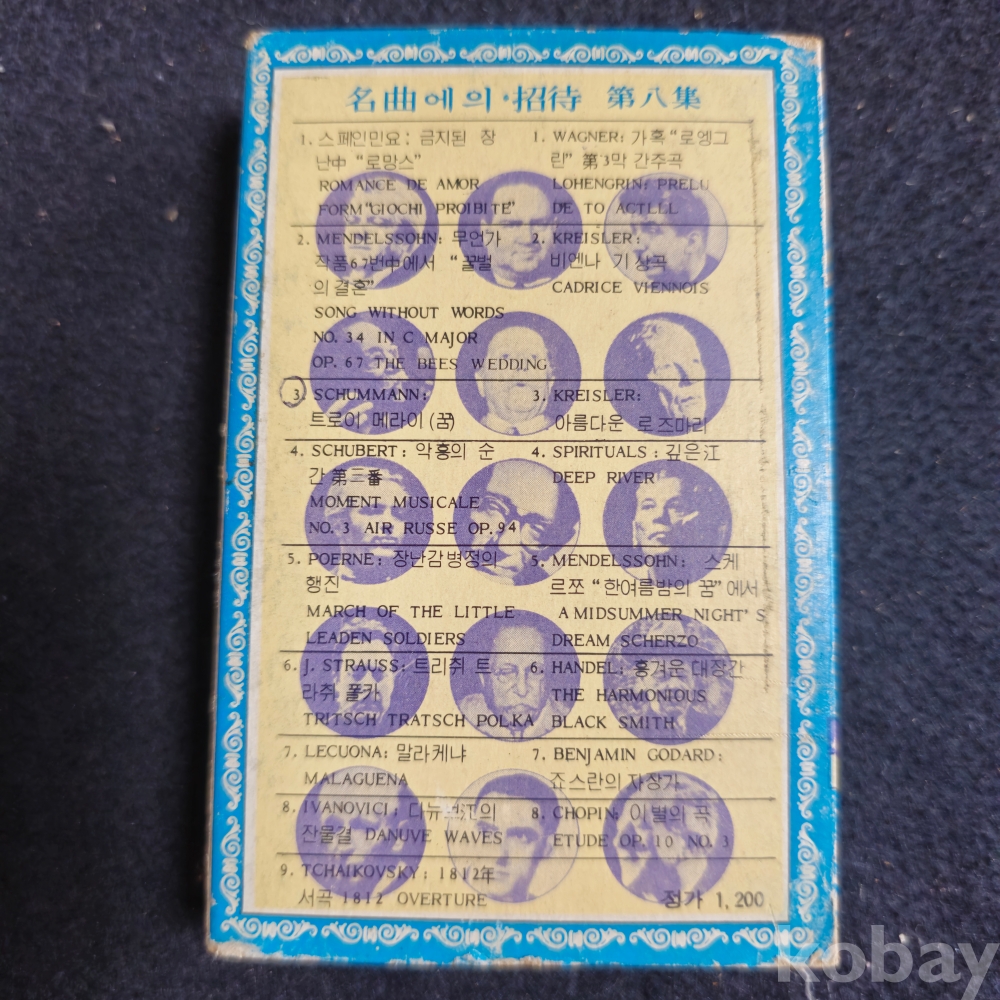 名曲에의·招待 第八集
1. 스페인민요: 금지된 장
난中 “로망스”
ROMANCE DE AMOR
FORM“GIOCHI PROIBITE”
2. MENDELSSOHN: 무언가
작품67번中에서 “꿀벌
의 결혼”
SONG WITHOUT WORDS
NO. 34 IN C MAJOR
OP. 67 THE BEES WEDDING
3. SCHUMMANN:
트로이 메라이(꿈)
4. SCHUBERT: 악흥의 순
간 第三番
MOMENT MUSICALE
NO. 3 AIR RUSSE OP. 94
5. POERNE: 장난감병정의
행진
MARCH OF THE LITTLE
LEADEN SOLDIERS
6. J. STRAUSS: 트리취 트
라취 폴카
TRITSCH TRATSCH POLKA
7. LECUONA: 말라케냐
MALAGUENA
8. IVANOVICI; 다뉴브江의
잔물결 DANUVE WAVES
9. TCHAIKOVSKY; 1812年
서곡 1812 OVERTURE
1. WAGNER: 가혹 “로엥그
린” 第3막 간주곡
LOHENGRIN; PRELU
DE TO ACTLLL
2. KREISLER:
비엔나 기상곡
CADRICE VIENNOIS
3. KREISLER:
아름다운 로즈마리
4. SPIRITUALS : 깊은江
DEEP RIVER
5. MENDELSSOHN: 스케
르쪼 “한여름밤의 꿈”에서
A MIDSUMMER NIGHT'S
DREAM SCHERZO
6. HANDEL; 흥겨운 대장간
THE HARMONIOUS
BLACK SMITH
7. BENJAMIN GODARD:
죠스란의 자장가
8. CHOPIN; 이별의 곡
ETUDE OP. 10 NO. 3
정가 1,200
kobay